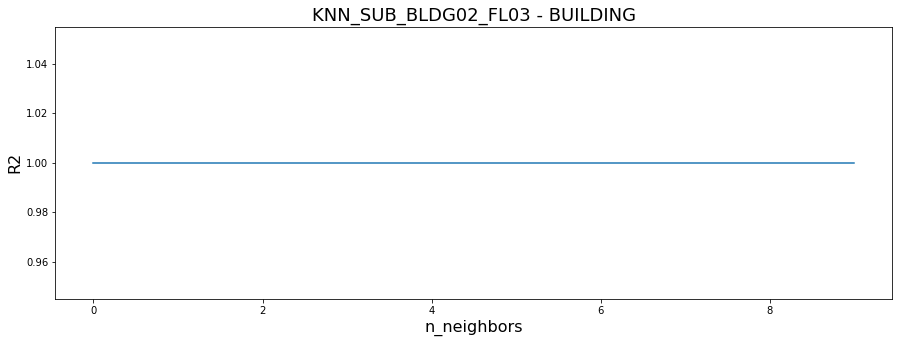 KNN_SUB_BLDG02_FL03 - BUILDING
1.04
1.02
1.00
0.98
0.96
R2
0 2 4 6 8
n_neighbors